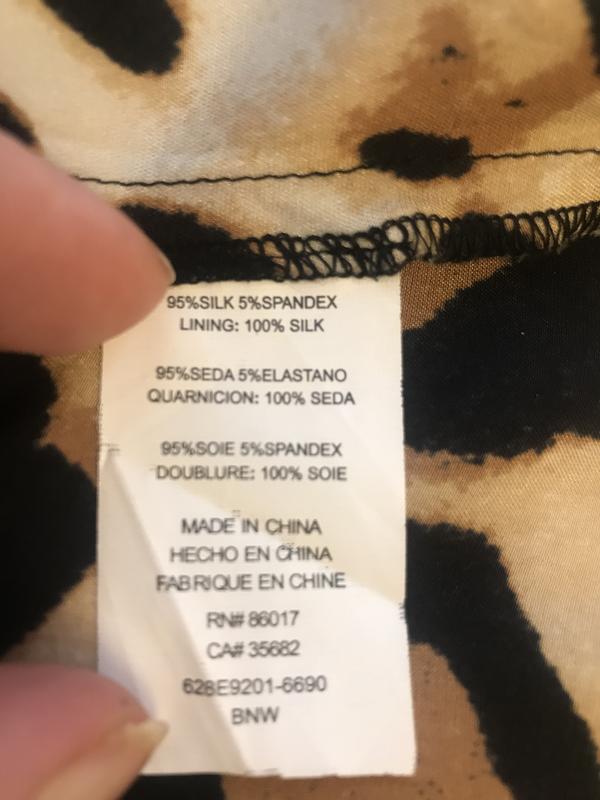 95%SILK 5%SPANDEX
LINING: 100% SILK
95%SEDA 5%ELASTANO
QUARNICION: 100% SEDA
95%SOIE 5%SPANDEX
DOUBLURE: 100% SOIE
MADE IN CHINA
HECHO EN CHINA
FABRIQUE EN CHINE
RN# 86017
CA# 35682
628E9201-6690
BNW